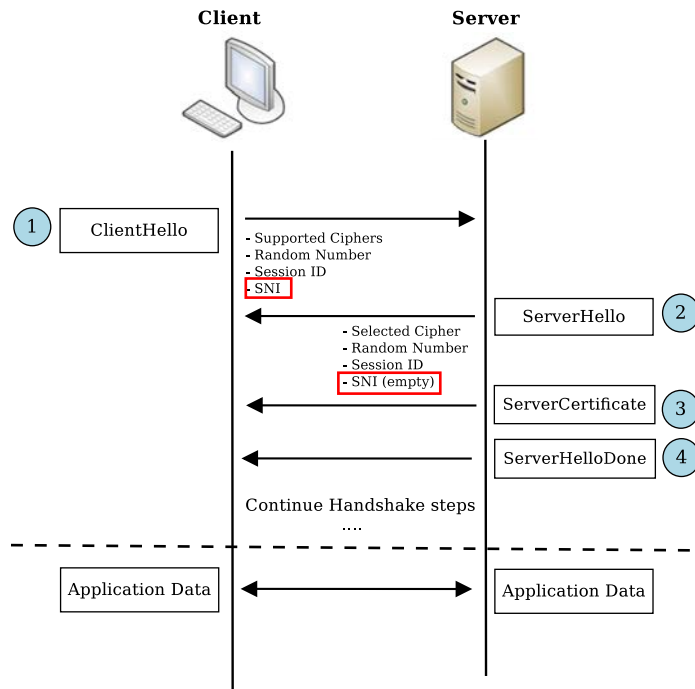 Client
Server
1
ClientHello
- Supported Ciphers
- Random Number
- Session ID
- SNI
ServerHello
2
- Selected Cipher
- Random Number
- Session ID
- SNI (empty)
ServerCertificate
3
ServerHelloDone
4
Continue Handshake steps
....
Application Data
Application Data